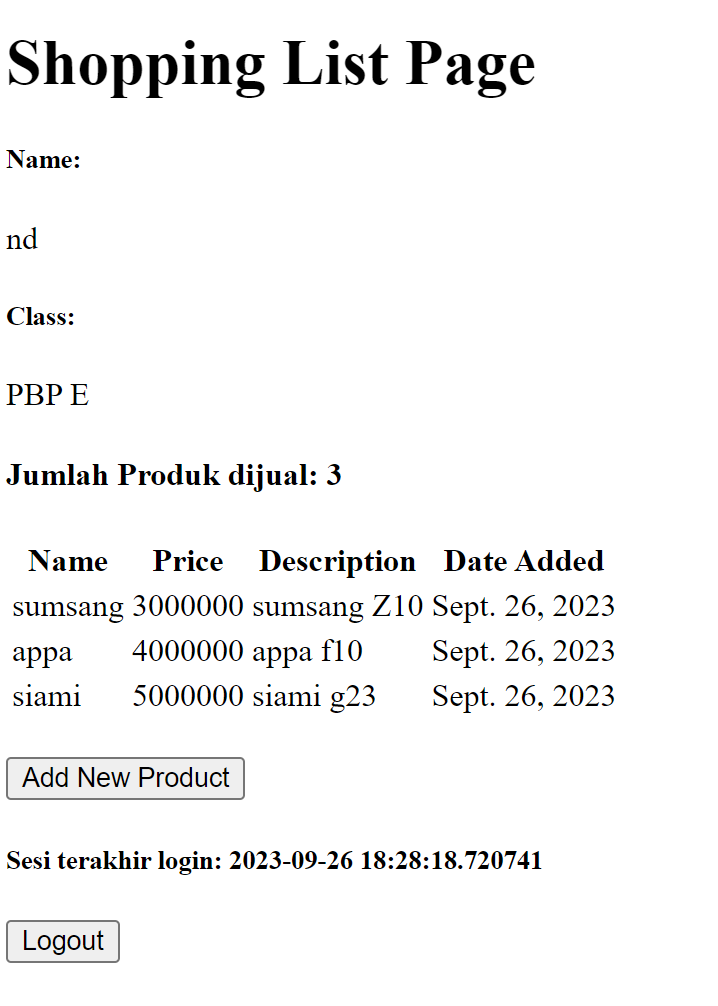 Shopping List Page
Name:
nd
Class:
PBP E
Jumlah Produk dijual: 3
Name Price Description Date Added
sumsang 3000000 sumsang Z10 Sept. 26, 2023
appa 4000000 appa f10 Sept. 26, 2023
siami 5000000 siami g23 Sept. 26, 2023
Add New Product
Sesi terakhir login: 2023-09-26 18:28:18.720741
Logout